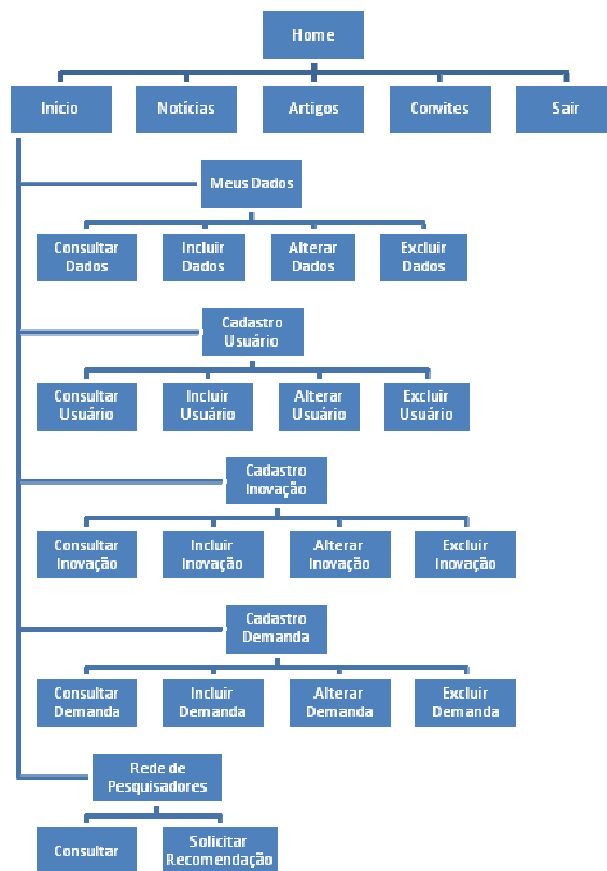 Home
Início
Notícias
Artigos
Convites
Sair
Meus Dados
Consultar
Dados
Incluir
Dados
Alterar
Dados
Excluir
Dados
Cadastro
Usuário
Consultar
Usuário
Incluir
Usuário
Alterar
Usuário
Excluir
Usuário
Cadastro
Inovação
Consultar
Inovação
Incluir
Inovação
Alterar
Inovação
Excluir
Inovação
Cadastro
Demanda
Consultar
Demanda
Incluir
Demanda
Alterar
Demanda
Excluir
Demanda
Rede de
Pesquisadores
Consultar
Solicitar
Recomendação